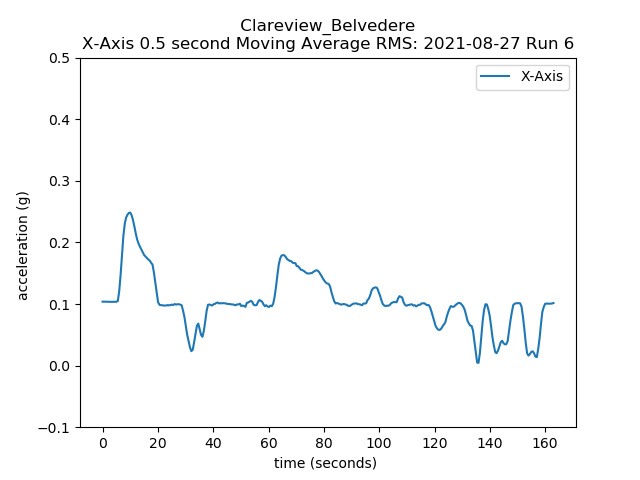 Clareview_Belvedere
X-Axis 0.5 second Moving Average RMS: 2021-08-27 Run 6
X-Axis
0.5
0.4
0.3
0.2
0.1
0.0
−0.1
acceleration (g)
0 20 40 60 80 100 120 140 160
time (seconds)